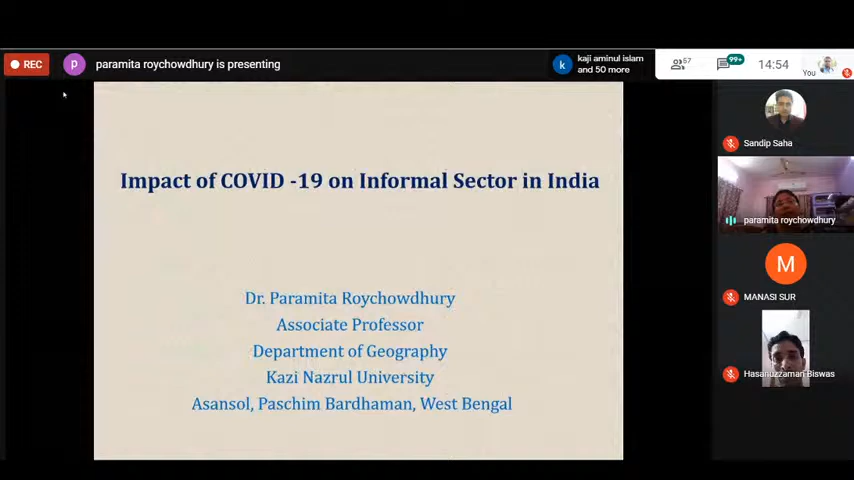 REC
p
paramita roychowdhury is presenting
k
kaji aminul islam
and 50 more
57
99+
14:54
You
Impact of COVID -19 on Informal Sector in India
Dr. Paramita Roychowdhury
Associate Professor
Department of Geography
Kazi Nazrul University
Asansol, Paschim Bardhaman, West Bengal
Sandip Saha
paramita roychowdhury
M
MANASI SUR
Hasanuzzaman Biswas